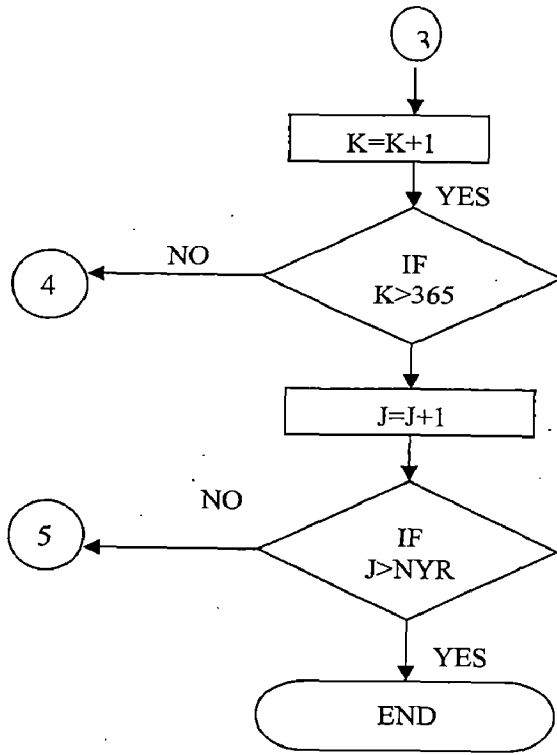 3
K=K+1
YES
NO
4
IF
K>365
J=J+1
NO
5
IF
J>NYR
YES
END